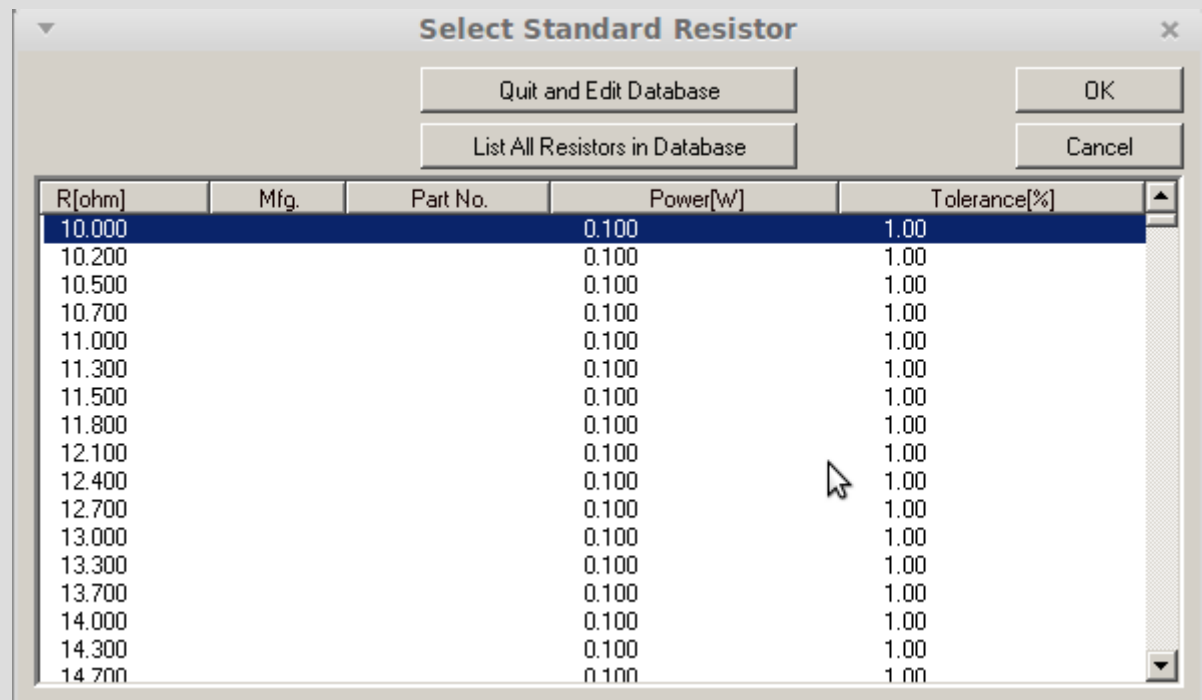 Select Standard Resistor
Quit and Edit Database
OK
List All Resistors in Database
Cancel
R[ohm] Mfg. Part No. Power[W] Tolerance[%]
10.000 0.100 1.00
10.200 0.100 1.00
10.500 0.100 1.00
10.700 0.100 1.00
11.000 0.100 1.00
11.300 0.100 1.00
11.500 0.100 1.00
11.800 0.100 1.00
12.100 0.100 1.00
12.400 0.100 1.00
12.700 0.100 1.00
13.000 0.100 1.00
13.300 0.100 1.00
13.700 0.100 1.00
14.000 0.100 1.00
14.300 0.100 1.00
14.700 0.100 1.00